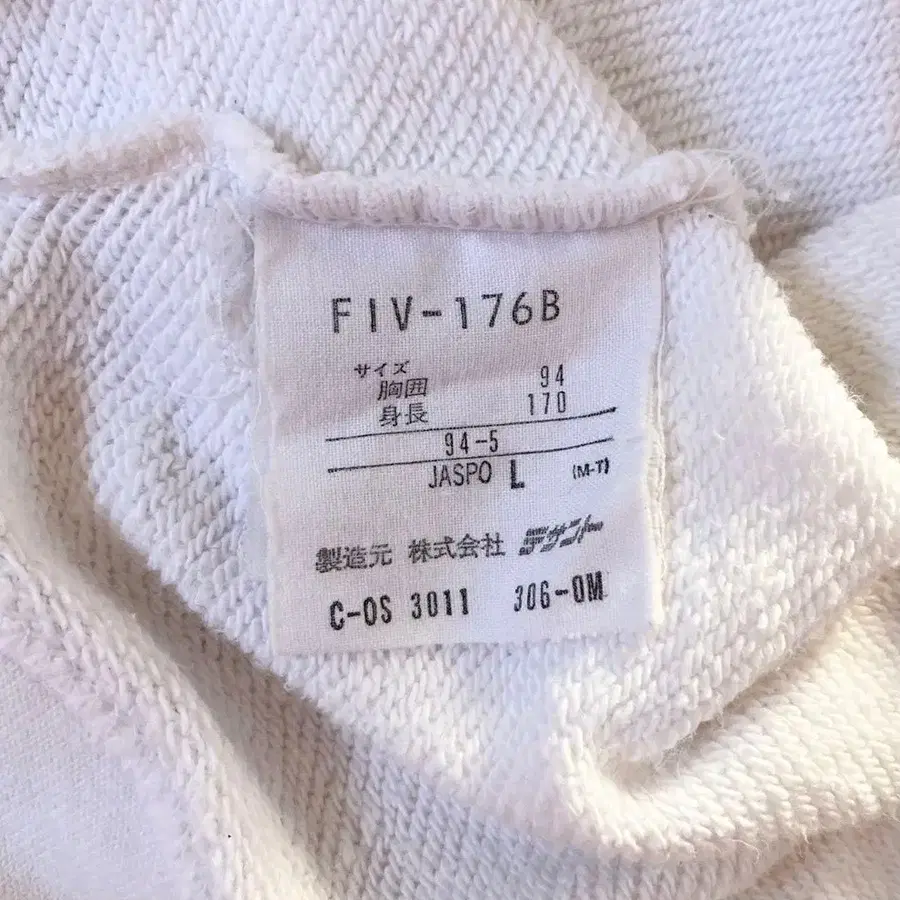 FIV-176B
サイズ
胸囲 94
身長 170
94-5
JASPO L (M-T)
製造元 株式会社 デサント
C-OS 3011 306-OM